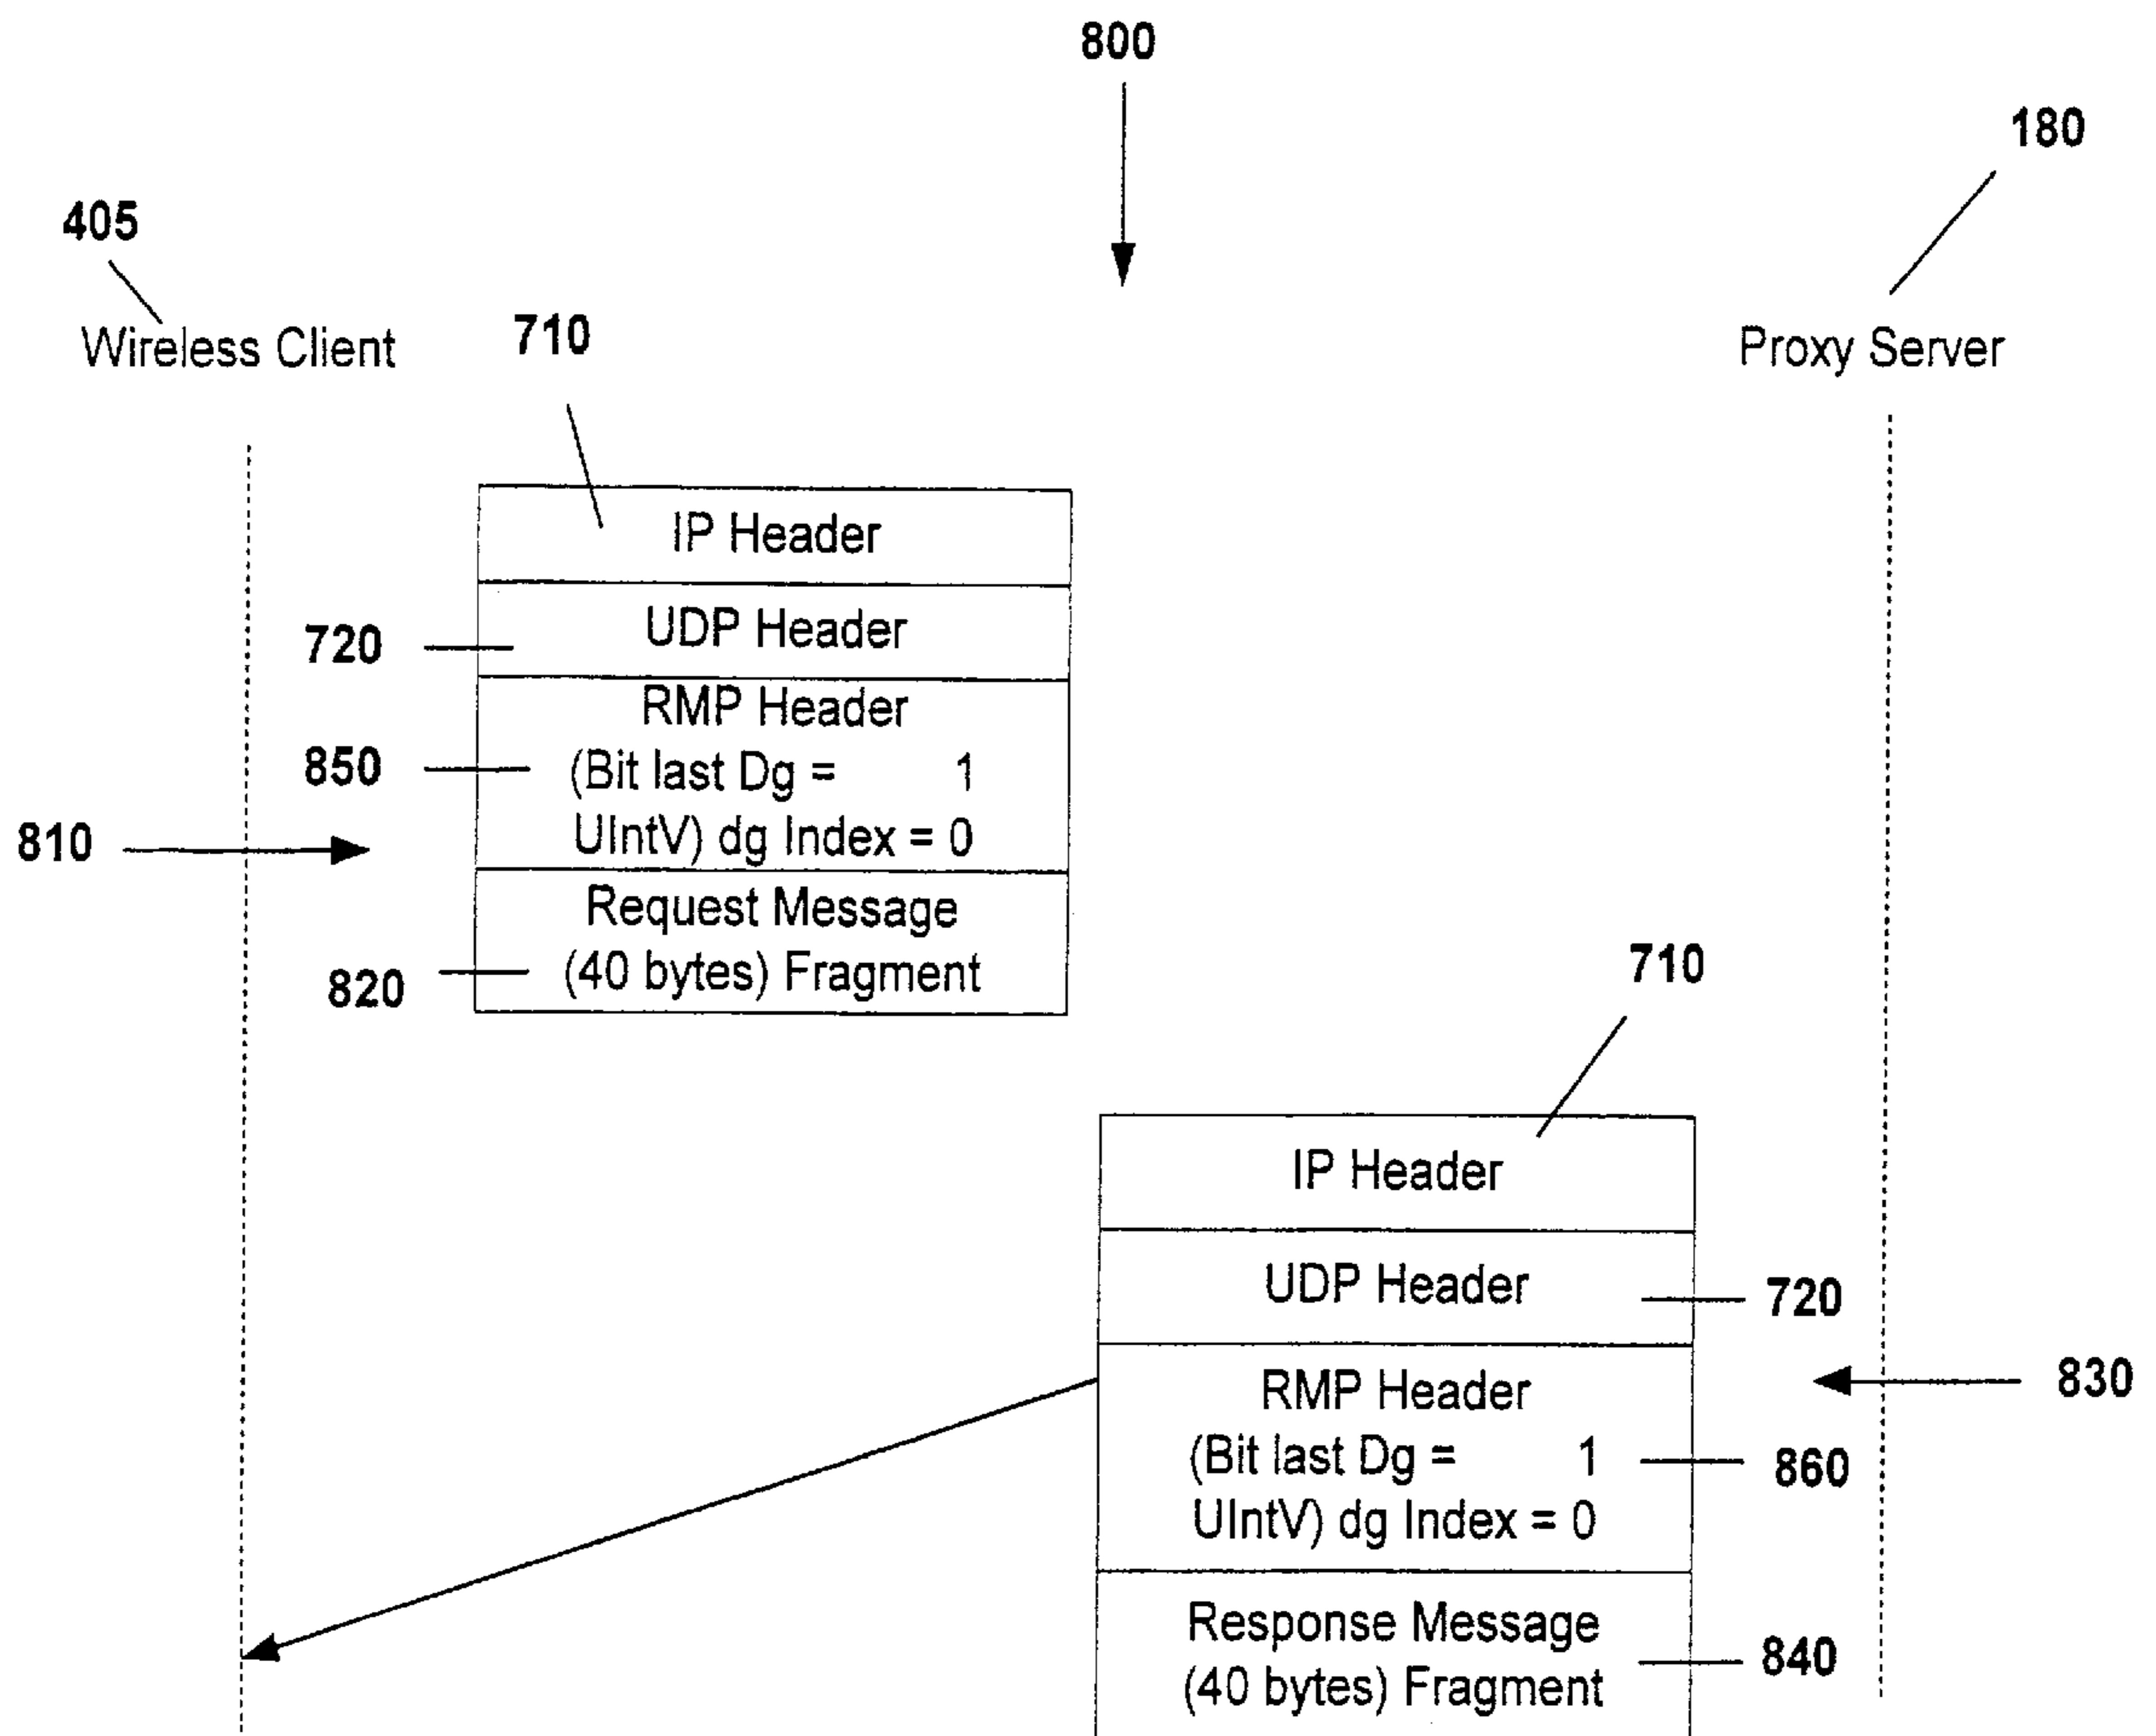 800
180
405
Wireless Client
710
Proxy Server
IP Header
UDP Header
720
RMP Header
850
(Bit last Dg = 1
810
UIntV) dg Index = 0
Request Message
820
(40 bytes) Fragment
710
IP Header
UDP Header
720
RMP Header
830
(Bit last Dg = 1
860
UIntV) dg Index = 0
Response Message
840
(40 bytes) Fragment